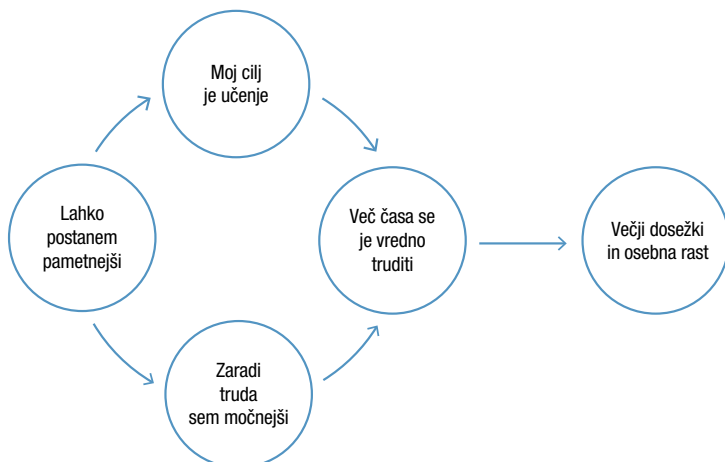 Moj cilj
je učenje
Lahko
postanem
pametnejši
Več časa se
je vredno
truditi
Večji dosežki
in osebna rast
Zaradi
truda
sem močnejši